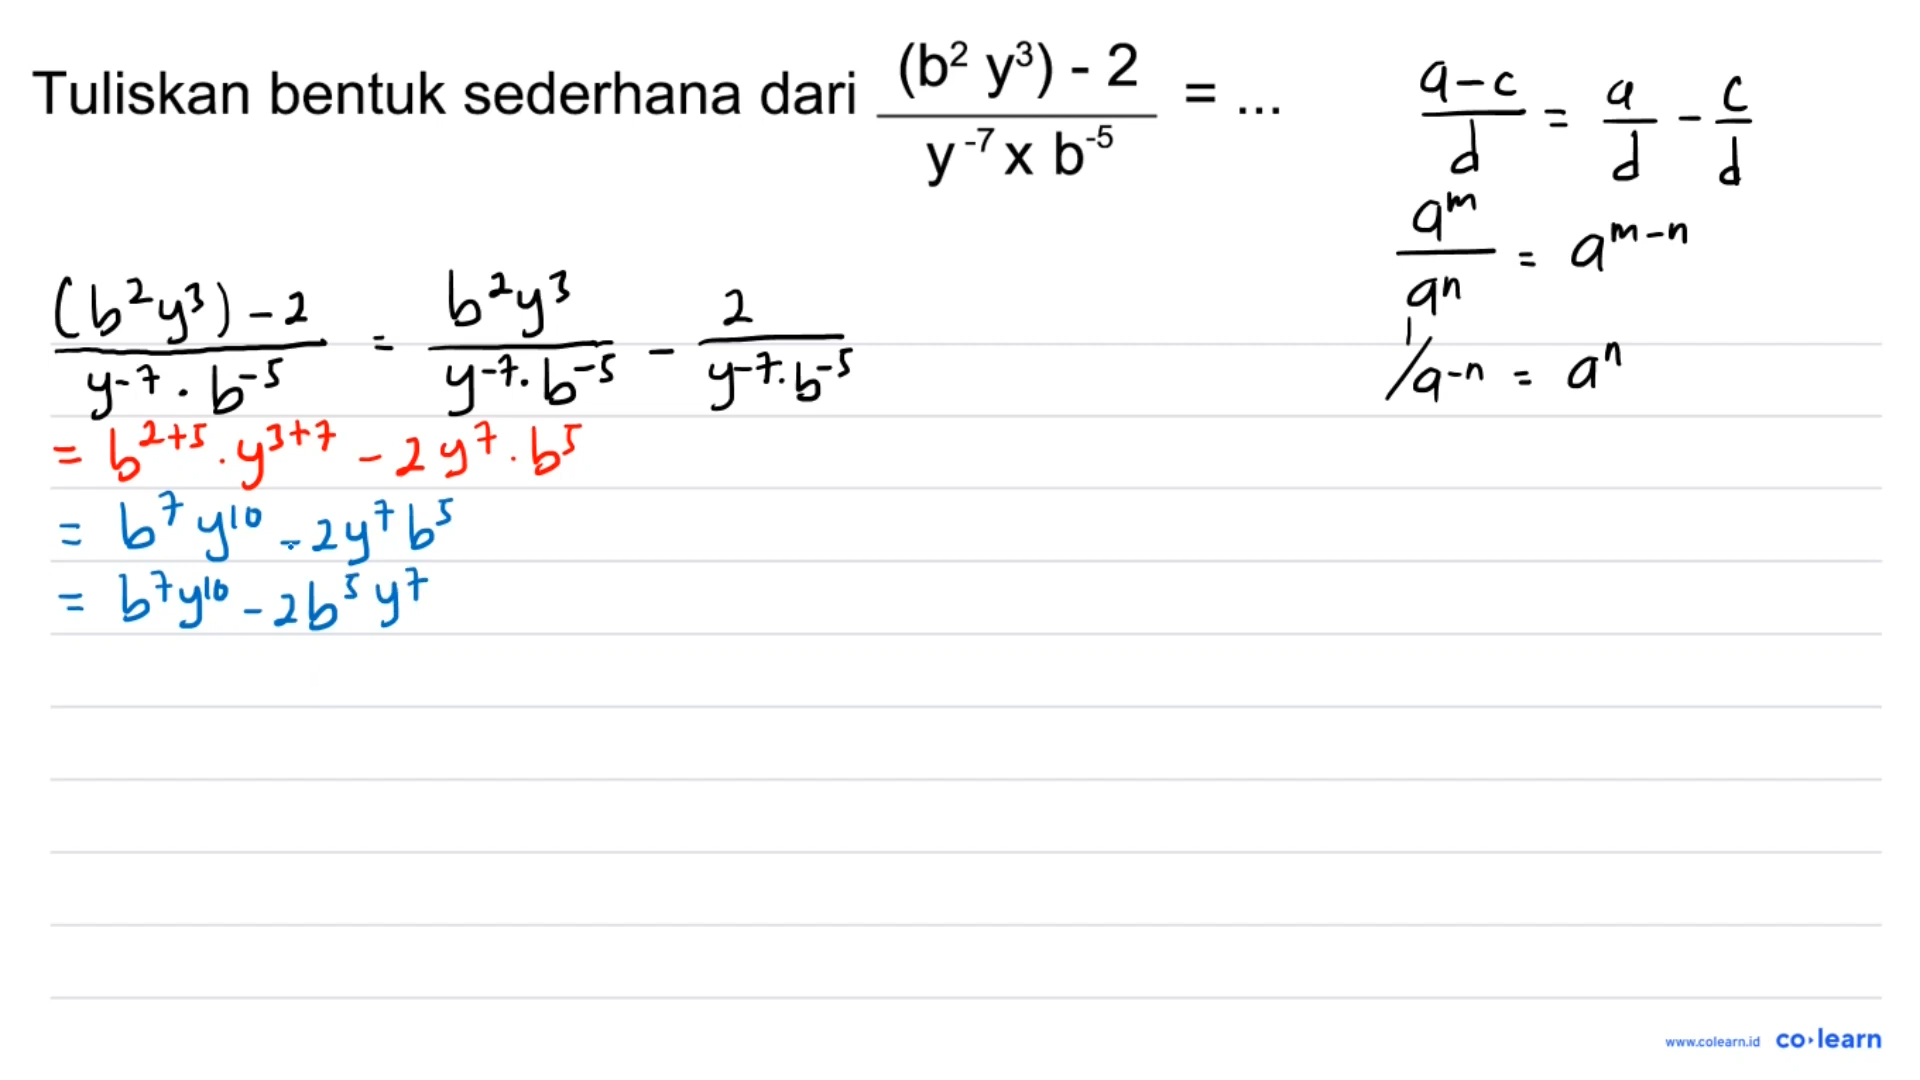 Tuliskan bentuk sederhana dari (b² y³) - 2 / y⁻⁷ x b⁻⁵ = ...
a-c/d = a/d - c/d
aᵐ/aⁿ = aᵐ⁻ⁿ
1/a⁻ⁿ = aⁿ
(b²y³) - 2 / y⁻⁷ · b⁻⁵ = b²y³ / y⁻⁷ · b⁻⁵ - 2 / y⁻⁷ · b⁻⁵
= b²⁺⁵ · y³⁺⁷ - 2y⁷ · b⁵
= b⁷y¹⁰ - 2y⁷b⁵
= b⁷y¹⁰ - 2b⁵y⁷
www.colearn.id co learn